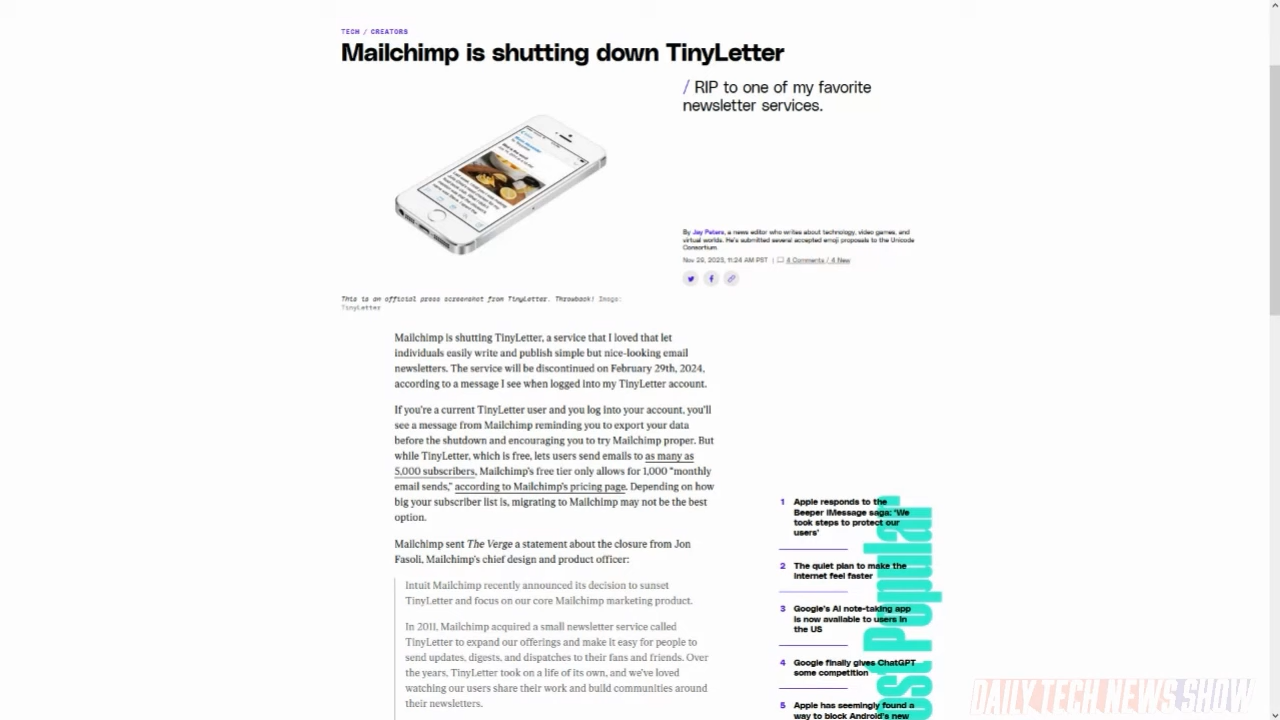 TECH / CREATORS
Mailchimp is shutting down TinyLetter
/ RIP to one of my favorite
newsletter services.
By Jay Peters, a news editor who writes about technology, video games, and
virtual worlds. He's submitted several accepted emoji proposals to the Unicode
Consortium.
Nov 29, 2023, 11:24 AM PST | 4 Comments / 4 New
This is an official press screenshot from TinyLetter. Throwback! Image:
TinyLetter
Mailchimp is shutting TinyLetter, a service that I loved that let
individuals easily write and publish simple but nice-looking email
newsletters. The service will be discontinued on February 29th, 2024,
according to a message I see when logged into my TinyLetter account.
If you're a current TinyLetter user and you log into your account, you'll
see a message from Mailchimp reminding you to export your data
before the shutdown and encouraging you to try Mailchimp proper. But
while TinyLetter, which is free, lets users send emails to as many as
5,000 subscribers, Mailchimp's free tier only allows for 1,000 "monthly
email sends," according to Mailchimp's pricing page. Depending on how
big your subscriber list is, migrating to Mailchimp may not be the best
option.
Mailchimp sent The Verge a statement about the closure from Jon
Fasoli, Mailchimp's chief design and product officer:
Intuit Mailchimp recently announced its decision to sunset
TinyLetter and focus on our core Mailchimp marketing product.
In 2011, Mailchimp acquired a small newsletter service called
TinyLetter to expand our offerings and make it easy for people to
send updates, digests, and dispatches to their fans and friends. Over
the years, TinyLetter took on a life of its own, and we've loved
watching our users share their work and build communities around
their newsletters.
1 Apple responds to the
Beeper iMessage saga: 'We
took steps to protect our
users'
2 The quiet plan to make the
internet feel faster
3 Google's AI note-taking app
is now available to users in
the US
4 Google finally gives ChatGPT
some competition
5 Apple has seemingly found a
way to block Android's new
ost Popular
DAILY TECH NEWS SHOW